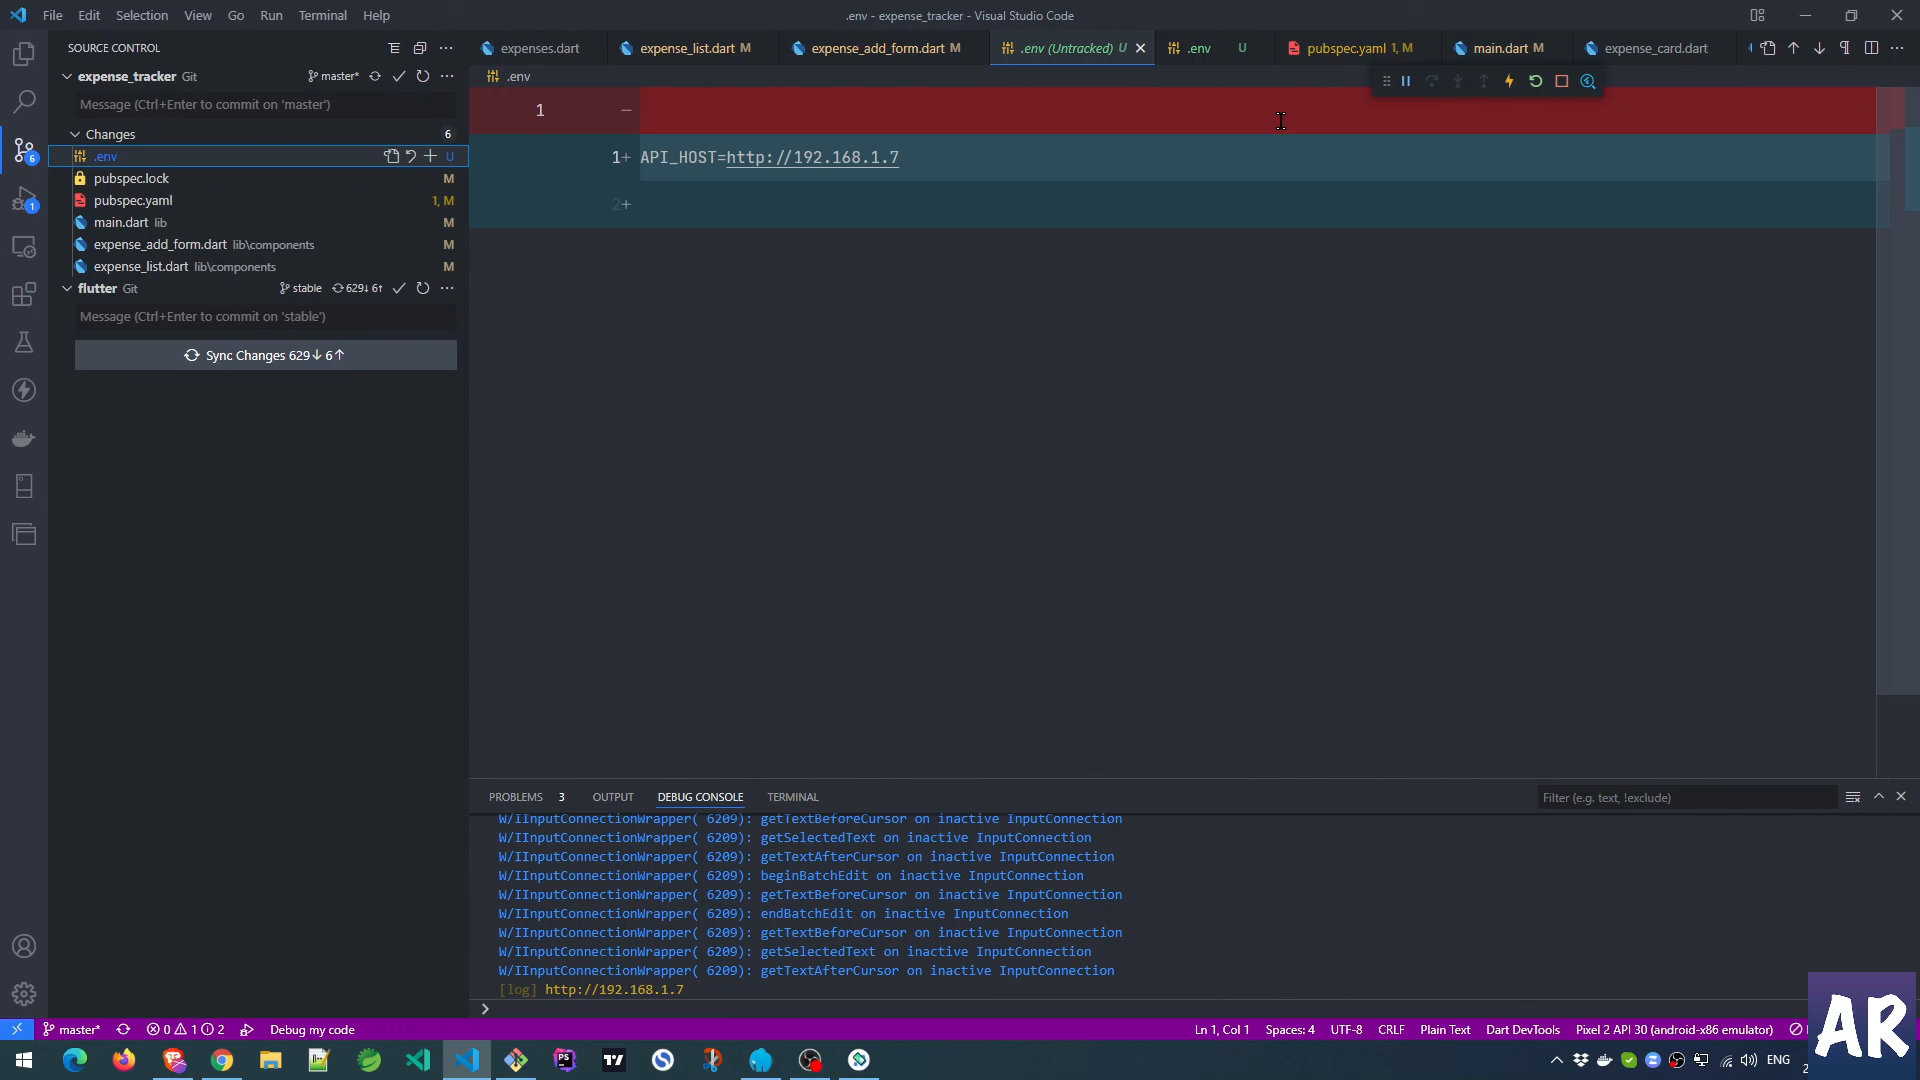 File Edit Selection View Go Run Terminal Help
.env - expense_tracker - Visual Studio Code
SOURCE CONTROL
expenses.dart
expense_list.dart M
expense_add_form.dart M
.env (Untracked) U
.env U
pubspec.yaml 1, M
main.dart M
expense_card.dart
expense_tracker Git
master*
.env
Message (Ctrl+Enter to commit on 'master')
1 −
Changes 6
.env U
1+ API_HOST=http://192.168.1.7
pubspec.lock M
pubspec.yaml 1, M
2+
main.dart lib M
expense_add_form.dart lib\components M
expense_list.dart lib\components M
flutter Git
stable 629↓ 6↑
Message (Ctrl+Enter to commit on 'stable')
Sync Changes 629↓ 6↑
6
1
PROBLEMS 3 OUTPUT DEBUG CONSOLE TERMINAL
Filter (e.g. text, !exclude)
W/IInputConnectionWrapper( 6209): getTextBeforeCursor on inactive InputConnection
W/IInputConnectionWrapper( 6209): getSelectedText on inactive InputConnection
W/IInputConnectionWrapper( 6209): getTextAfterCursor on inactive InputConnection
W/IInputConnectionWrapper( 6209): beginBatchEdit on inactive InputConnection
W/IInputConnectionWrapper( 6209): getTextBeforeCursor on inactive InputConnection
W/IInputConnectionWrapper( 6209): endBatchEdit on inactive InputConnection
W/IInputConnectionWrapper( 6209): getTextBeforeCursor on inactive InputConnection
W/IInputConnectionWrapper( 6209): getSelectedText on inactive InputConnection
W/IInputConnectionWrapper( 6209): getTextAfterCursor on inactive InputConnection
[log] http://192.168.1.7
master* 0 1 2 Debug my code
Ln 1, Col 1 Spaces: 4 UTF-8 CRLF Plain Text Dart DevTools Pixel 2 API 30 (android-x86 emulator)
PS
ENG
AR